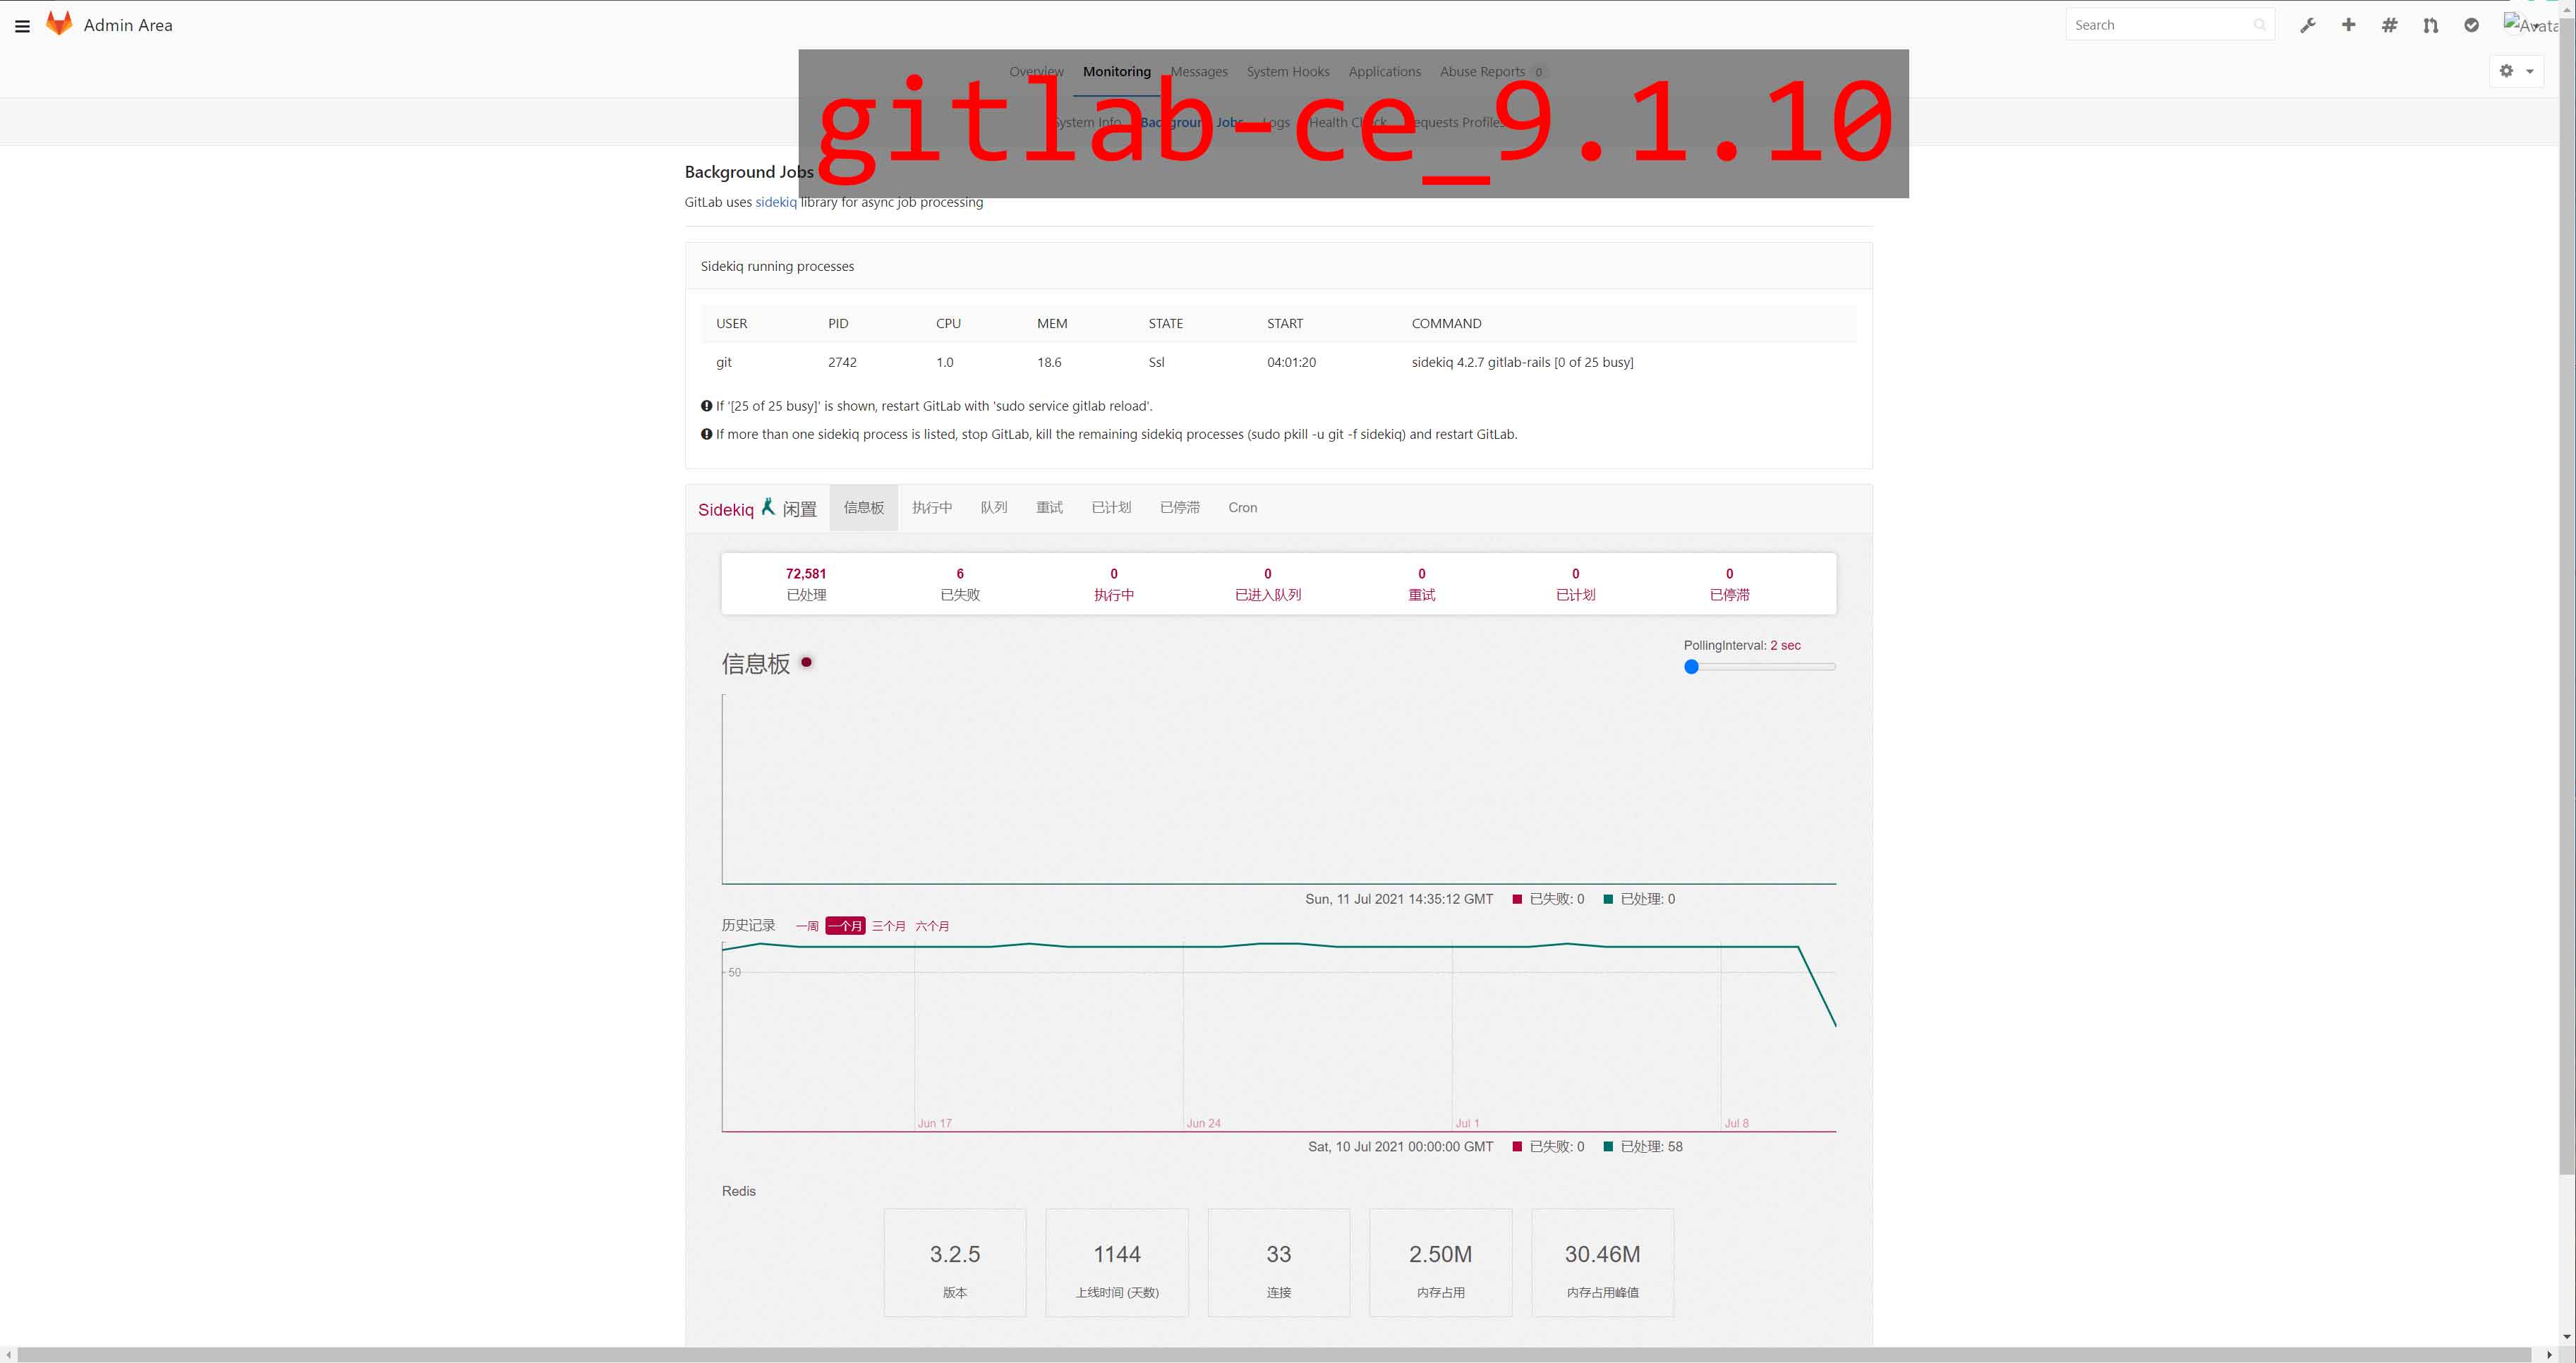 Admin Area
Search
Avata
Overview Monitoring Messages System Hooks Applications Abuse Reports 0
gitlab-ce_9.1.10
System Info Background Jobs Logs Health Check Requests Profiles
Background Jobs
GitLab uses sidekiq library for async job processing
Sidekiq running processes
USER PID CPU MEM STATE START COMMAND
git 2742 1.0 18.6 Ssl 04:01:20 sidekiq 4.2.7 gitlab-rails [0 of 25 busy]
If '[25 of 25 busy]' is shown, restart GitLab with 'sudo service gitlab reload'.
If more than one sidekiq process is listed, stop GitLab, kill the remaining sidekiq processes (sudo pkill -u git -f sidekiq) and restart GitLab.
Sidekiq 闲置 信息板 执行中 队列 重试 已计划 已停滞 Cron
72,581 6 0 0 0 0 0
已处理 已失败 执行中 已进入队列 重试 已计划 已停滞
PollingInterval: 2 sec
信息板
Sun, 11 Jul 2021 14:35:12 GMT 已失败: 0 已处理: 0
历史记录 一周 一个月 三个月 六个月
50
Jun 17 Jun 24 Jul 1 Jul 8
Sat, 10 Jul 2021 00:00:00 GMT 已失败: 0 已处理: 58
Redis
3.2.5 1144 33 2.50M 30.46M
版本 上线时间 (天数) 连接 内存占用 内存占用峰值